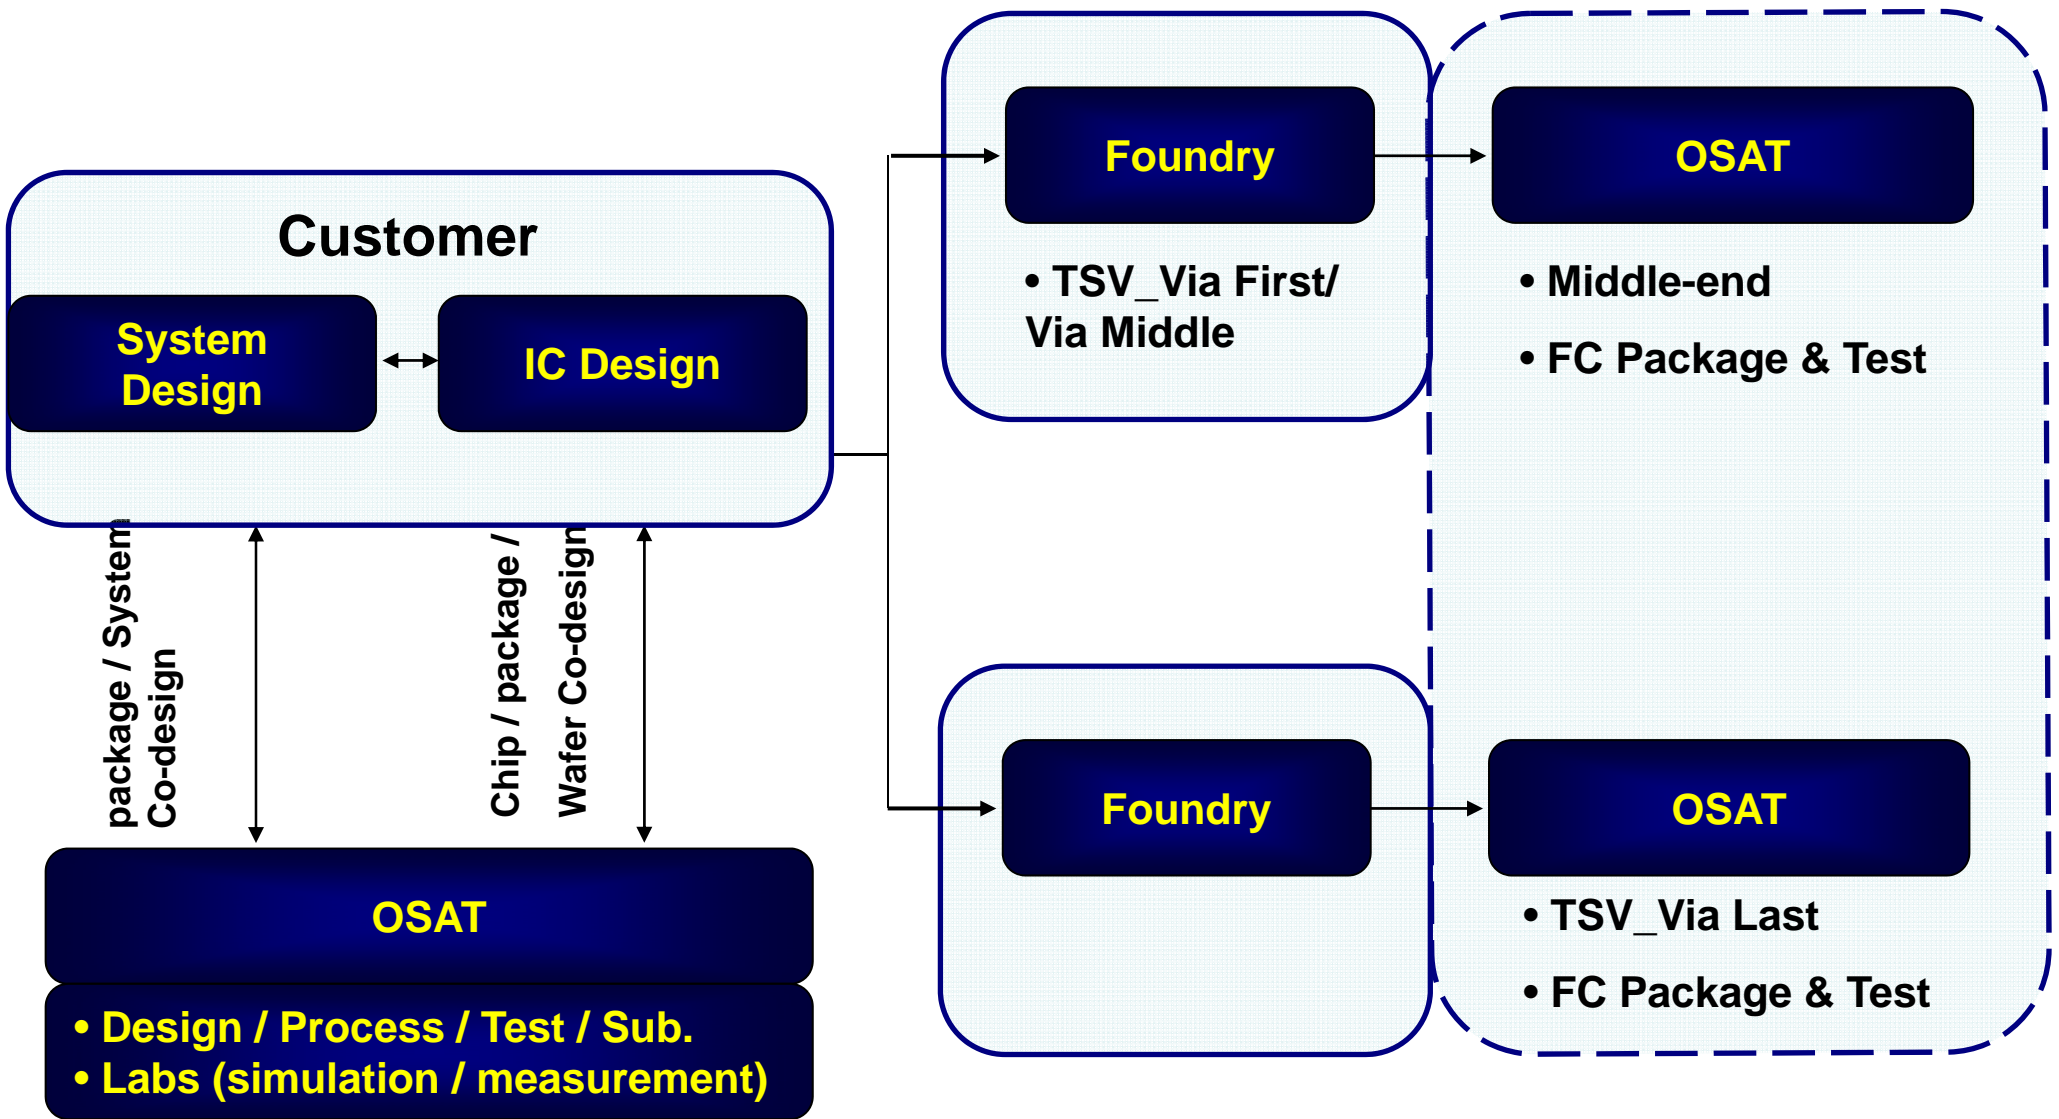 Customer
System
Design
IC Design
package / System
Co-design
Chip / package /
Wafer Co-design
OSAT
• Design / Process / Test / Sub.
• Labs (simulation / measurement)
Foundry
• TSV_Via First/
Via Middle
OSAT
• Middle-end
• FC Package & Test
Foundry
OSAT
• TSV_Via Last
• FC Package & Test